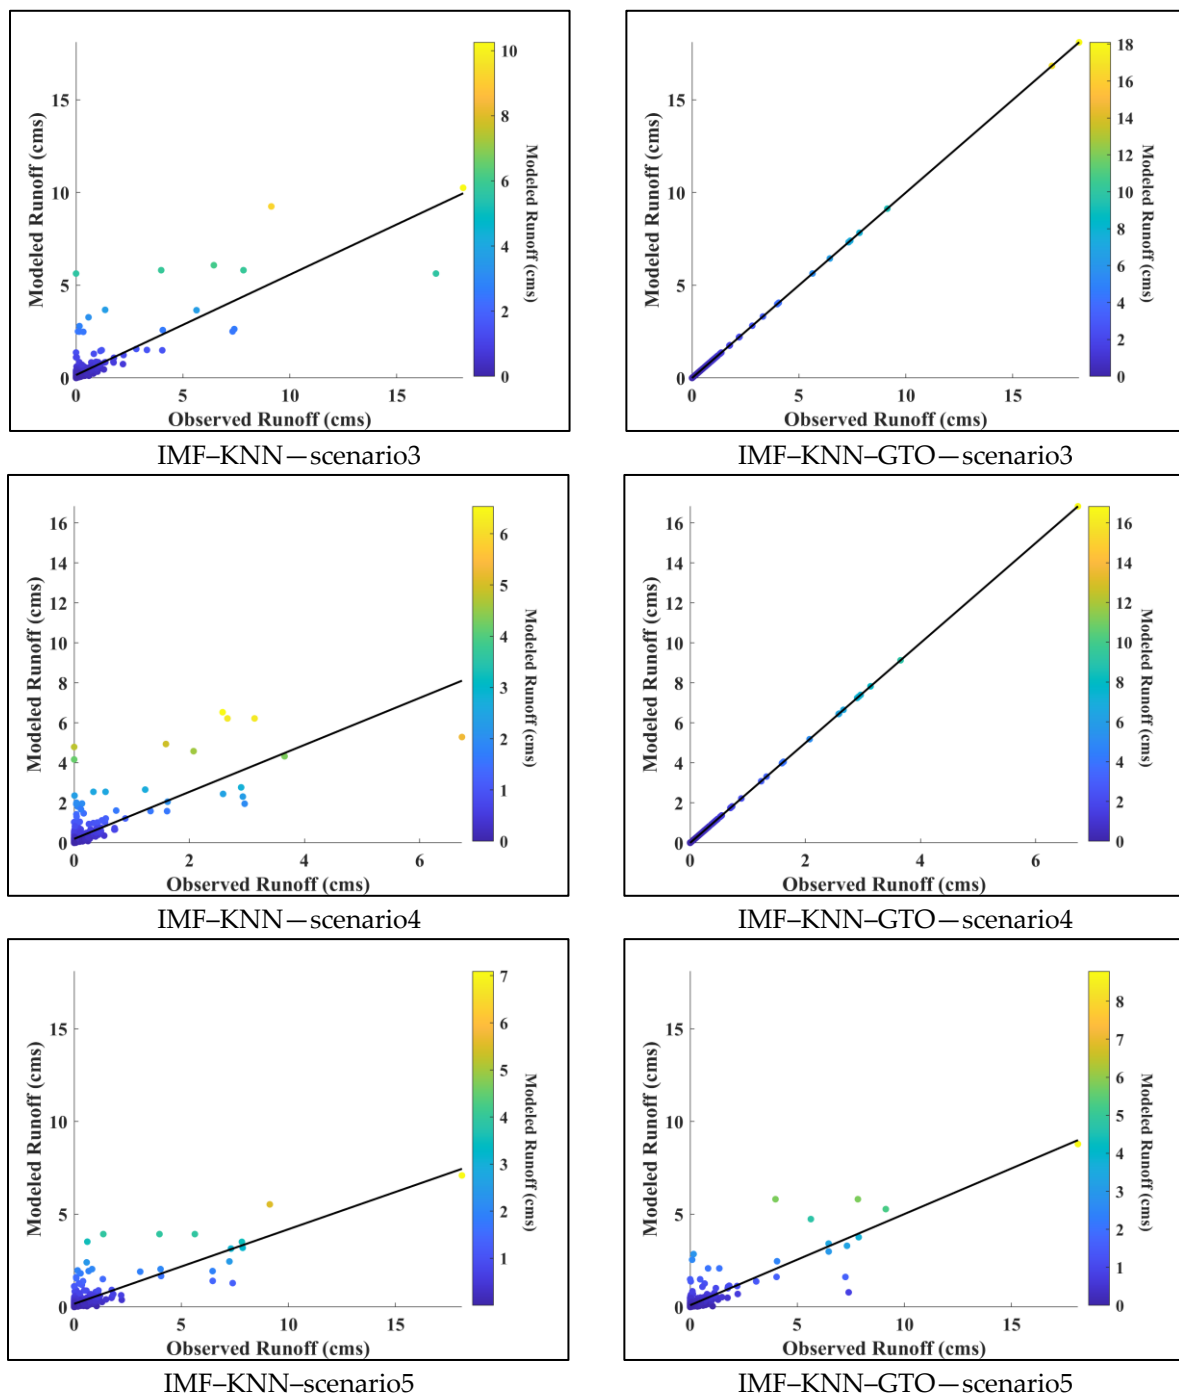 15
10
5
0
Modeled Runoff (cms)
0 5 10 15
Observed Runoff (cms)
10
8
6
4
2
0
Modeled Runoff (cms)
IMF–KNN—scenario3
15
10
5
0
Modeled Runoff (cms)
0 5 10 15
Observed Runoff (cms)
18
16
14
12
10
8
6
4
2
0
Modeled Runoff (cms)
IMF–KNN–GTO—scenario3
16
14
12
10
8
6
4
2
0
Modeled Runoff (cms)
0 2 4 6
Observed Runoff (cms)
6
5
4
3
2
1
0
Modeled Runoff (cms)
IMF–KNN—scenario4
16
14
12
10
8
6
4
2
0
Modeled Runoff (cms)
0 2 4 6
Observed Runoff (cms)
16
14
12
10
8
6
4
2
0
Modeled Runoff (cms)
IMF–KNN–GTO—scenario4
15
10
5
0
Modeled Runoff (cms)
0 5 10 15
Observed Runoff (cms)
7
6
5
4
3
2
1
Modeled Runoff (cms)
IMF–KNN–scenario5
15
10
5
0
Modeled Runoff (cms)
0 5 10 15
Observed Runoff (cms)
8
7
6
5
4
3
2
1
0
Modeled Runoff (cms)
IMF–KNN–GTO—scenario5